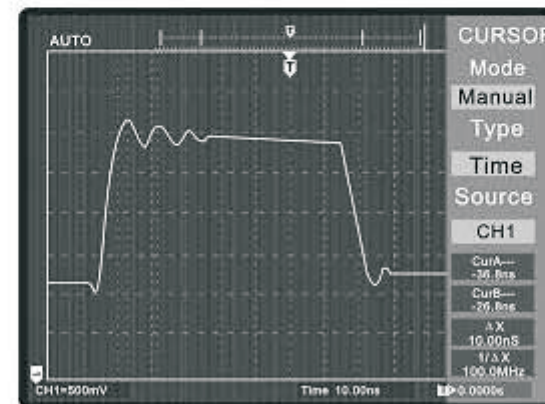 AUTO
T
T
CURSOR
Mode
Manual
Type
Time
Source
CH1
CurA—
-36.8ns
CurB—
-26.8ns
ΔX
10.00nS
1/ΔX
100.0MHz
CH1=500mV
Time 10.00ns
0.0000s